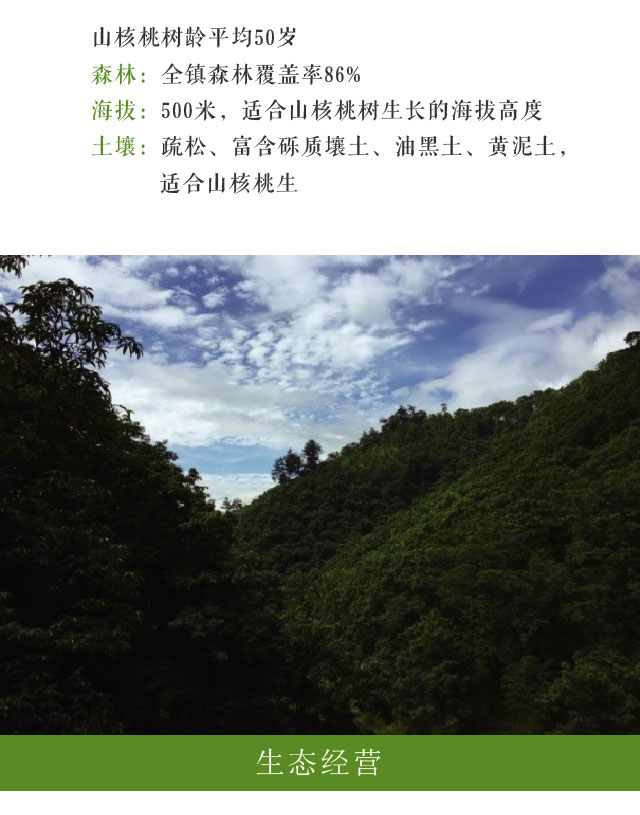 山核桃树龄平均50岁
森林：全镇森林覆盖率86%
海拔：500米，适合山核桃树生长的海拔高度
土壤：疏松、富含砾质壤土、油黑土、黄泥土，
适合山核桃生
生态经营